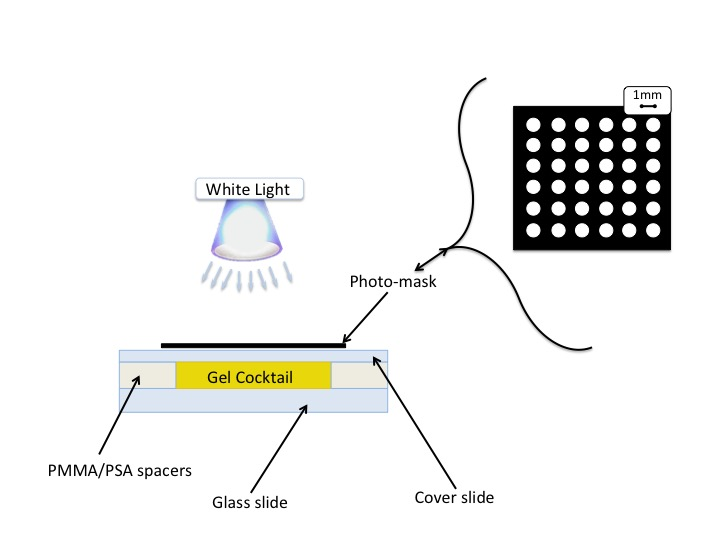 1mm
White Light
Photo-mask
Gel Cocktail
PMMA/PSA spacers
Glass slide
Cover slide